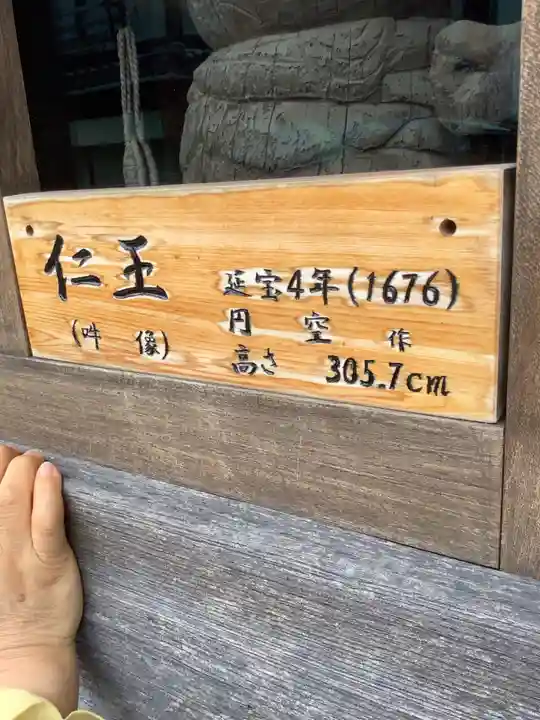 仁王
(吽像)
延宝4年(1676)
円空作
高さ 305.7cm